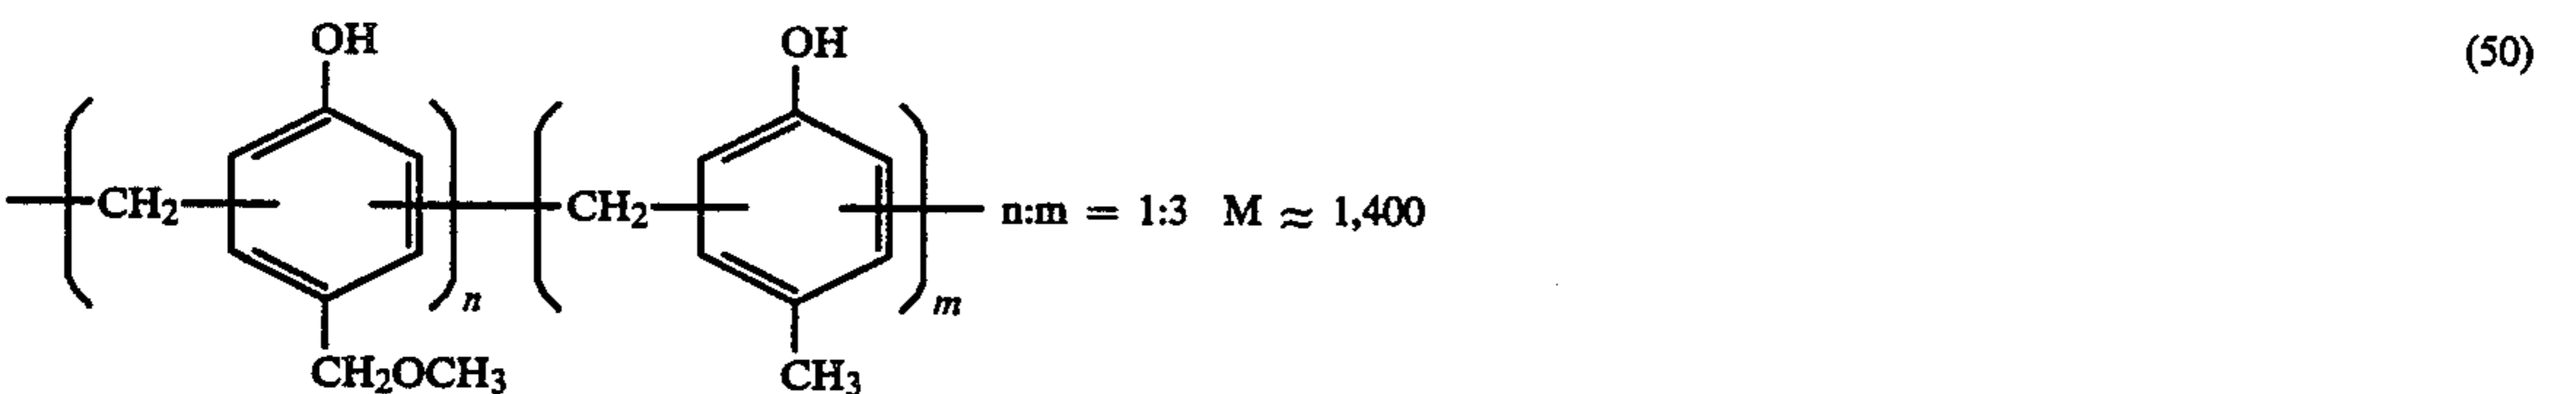 OH OH (50)
CH₂ CH₂ n:m = 1:3 M ≈ 1,400
n m
CH₂OCH₃ CH₃